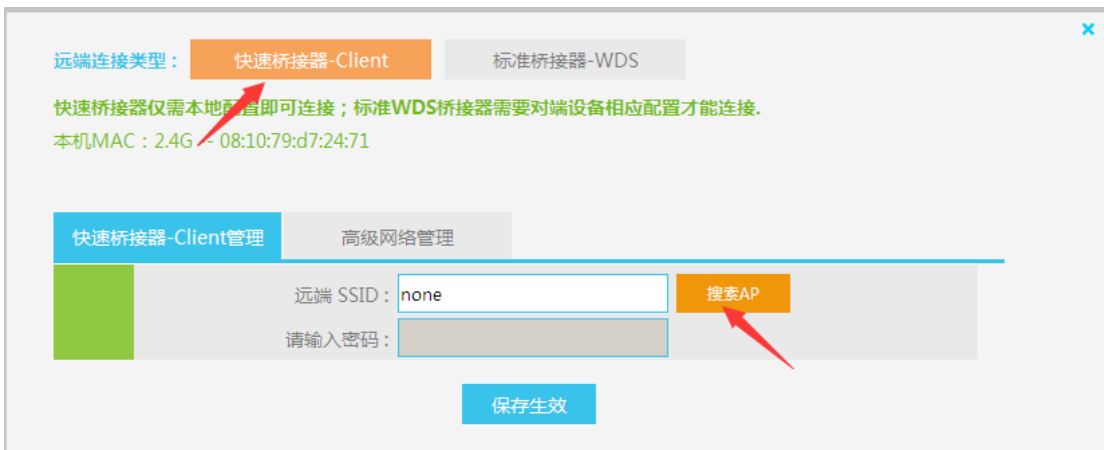 ×
远端连接类型： 快速桥接器-Client 标准桥接器-WDS
快速桥接器仅需本地配置即可连接；标准WDS桥接器需要对端设备相应配置才能连接.
本机MAC：2.4G -- 08:10:79:d7:24:71
快速桥接器-Client管理 高级网络管理
远端 SSID： none 搜索AP
请输入密码：
保存生效